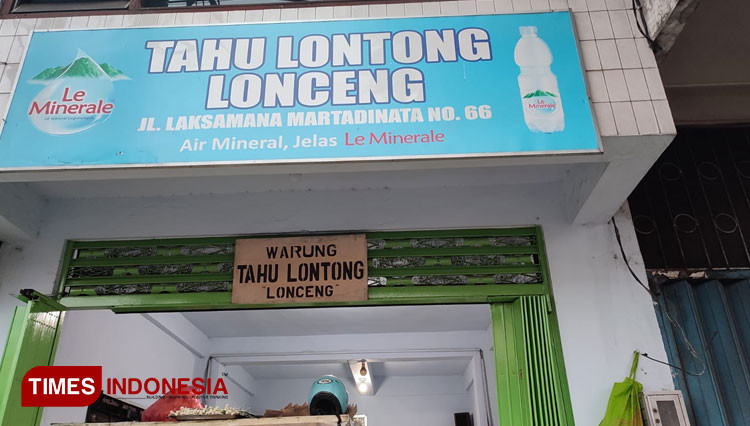 TAHU LONTONG
LONCENG
JL. LAKSAMANA MARTADINATA NO. 66
Air Mineral, Jelas Le Minerale
Le Minerale
Le Minerale
WARUNG
TAHU LONTONG
"LONCENG"
TIMES INDONESIA
TM